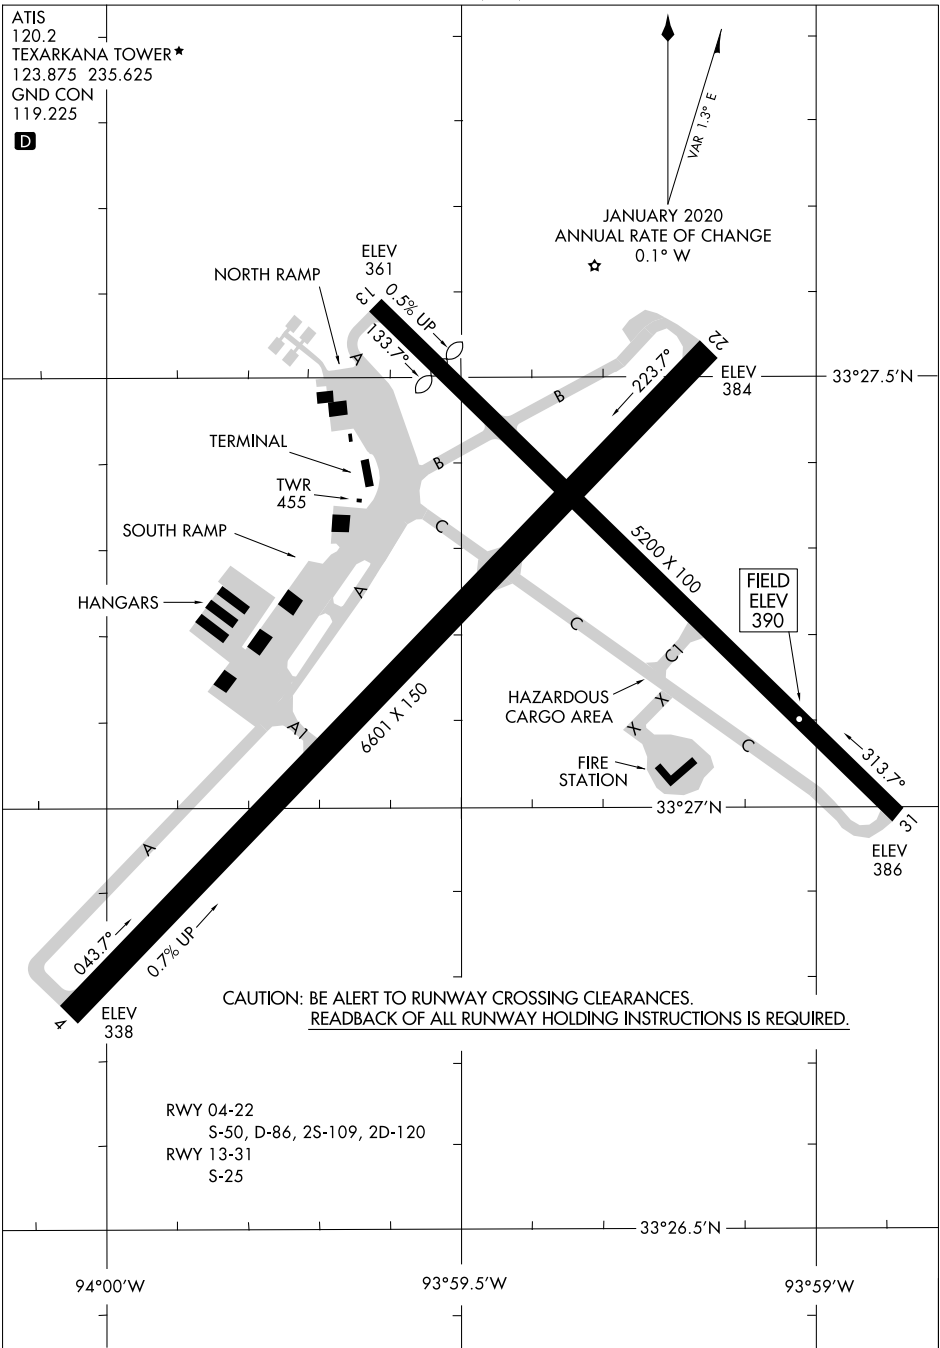 ATIS
120.2
TEXARKANA TOWER★
123.875 235.625
GND CON
119.225
D
VAR 1.3° E
JANUARY 2020
ANNUAL RATE OF CHANGE
0.1° W
ELEV
361
NORTH RAMP
13
0.5% UP
133.7°
A
22
ELEV
384
223.7°
33°27.5'N
B
B
TERMINAL
TWR
455
C
SOUTH RAMP
5200 X 100
FIELD
ELEV
390
HANGARS
A
C
C1
HAZARDOUS
CARGO AREA
X
X
6601 X 150
A1
C
313.7°
FIRE
STATION
33°27'N
31
ELEV
386
A
043.7°
0.7% UP
4
ELEV
338
CAUTION: BE ALERT TO RUNWAY CROSSING CLEARANCES.
READBACK OF ALL RUNWAY HOLDING INSTRUCTIONS IS REQUIRED.
RWY 04-22
S-50, D-86, 2S-109, 2D-120
RWY 13-31
S-25
33°26.5'N
94°00'W
93°59.5'W
93°59'W